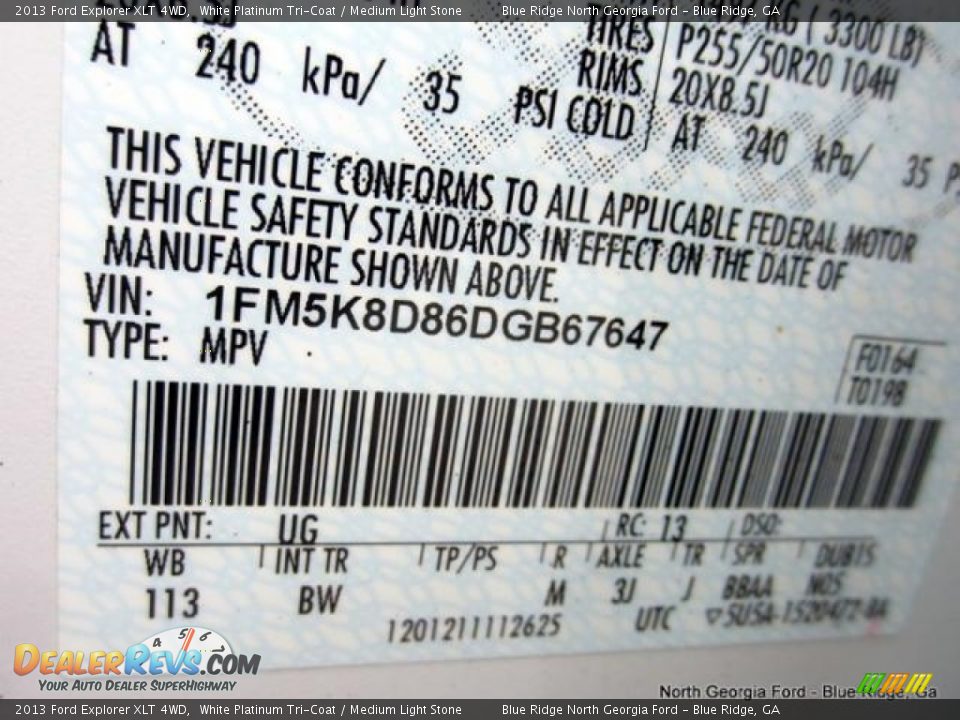 2013 Ford Explorer XLT 4WD, White Platinum Tri-Coat / Medium Light Stone Blue Ridge North Georgia Ford - Blue Ridge, GA
KG ( 3300 LB)
TIRES P255/50R20 104H
RIMS 20X8.5J
AT 240 kPa/ 35 PSI COLD AT 240 kPa/ 35
THIS VEHICLE CONFORMS TO ALL APPLICABLE FEDERAL MOTOR
VEHICLE SAFETY STANDARDS IN EFFECT ON THE DATE OF
MANUFACTURE SHOWN ABOVE.
VIN: 1FM5K8D86DGB67647
TYPE: MPV
F0164
T0198
EXT PNT: UG RC: 13 DSO:
WB INT TR TP/PS R AXLE TR SPR
113 BW M 3J J BBAA
1201211112625 UTC
DEALERREVS.COM
YOUR AUTO DEALER SUPERHIGHWAY
North Georgia Ford - Blue Ridge, Ga
2013 Ford Explorer XLT 4WD, White Platinum Tri-Coat / Medium Light Stone Blue Ridge North Georgia Ford - Blue Ridge, GA